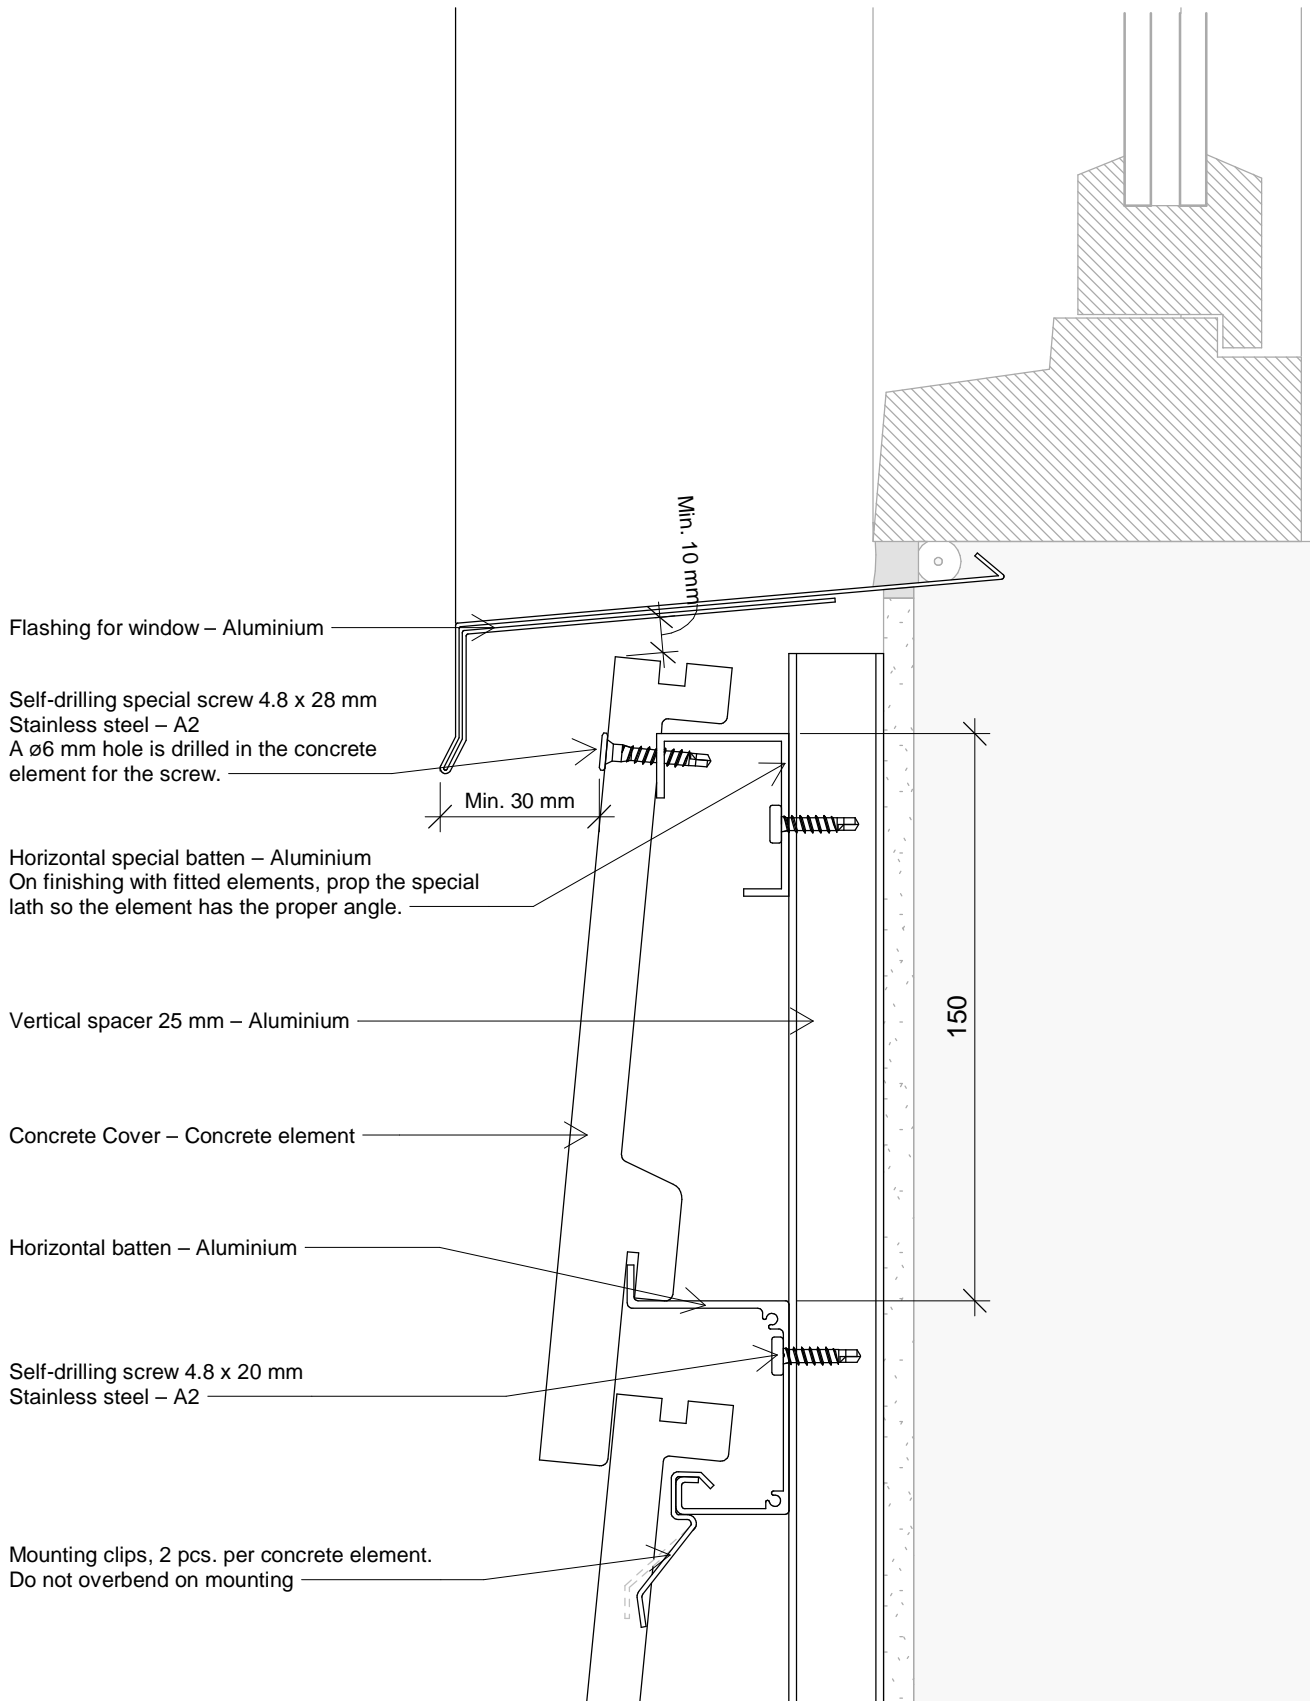 Min. 10 mm
Flashing for window – Aluminium
Self-drilling special screw 4.8 x 28 mm
Stainless steel – A2
A ø6 mm hole is drilled in the concrete
element for the screw.
Min. 30 mm
Horizontal special batten – Aluminium
On finishing with fitted elements, prop the special
lath so the element has the proper angle.
150
Vertical spacer 25 mm – Aluminium
Concrete Cover – Concrete element
Horizontal batten – Aluminium
Self-drilling screw 4.8 x 20 mm
Stainless steel – A2
Mounting clips, 2 pcs. per concrete element.
Do not overbend on mounting